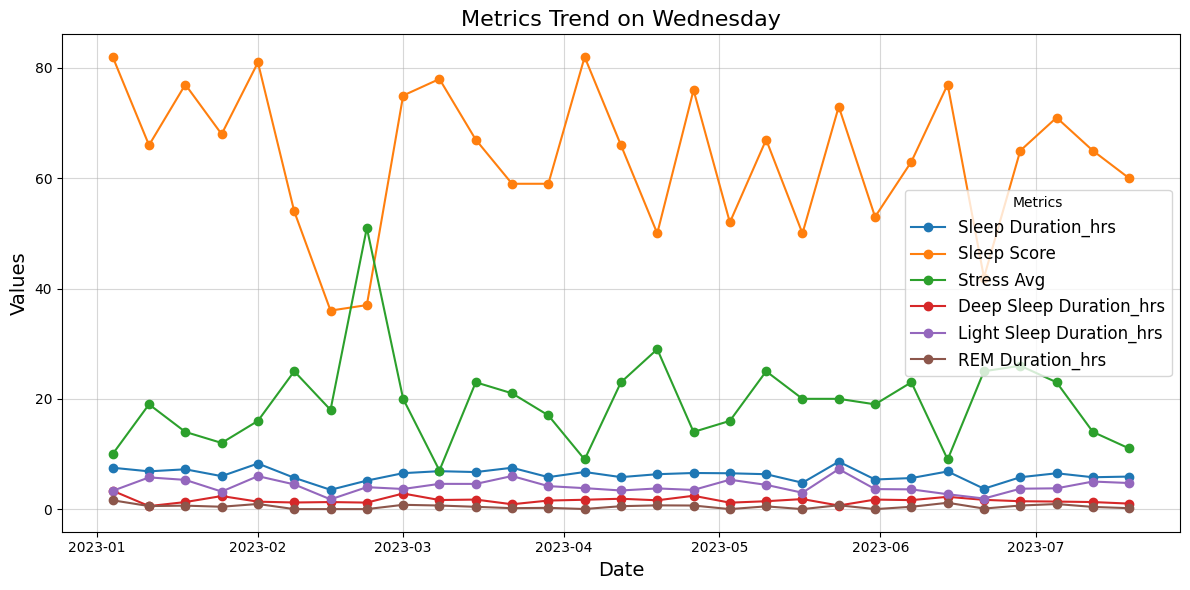 Metrics Trend on Wednesday
Values
80
60
40
20
0
Metrics
Sleep Duration_hrs
Sleep Score
Stress Avg
Deep Sleep Duration_hrs
Light Sleep Duration_hrs
REM Duration_hrs
2023-01 2023-02 2023-03 2023-04 2023-05 2023-06 2023-07
Date